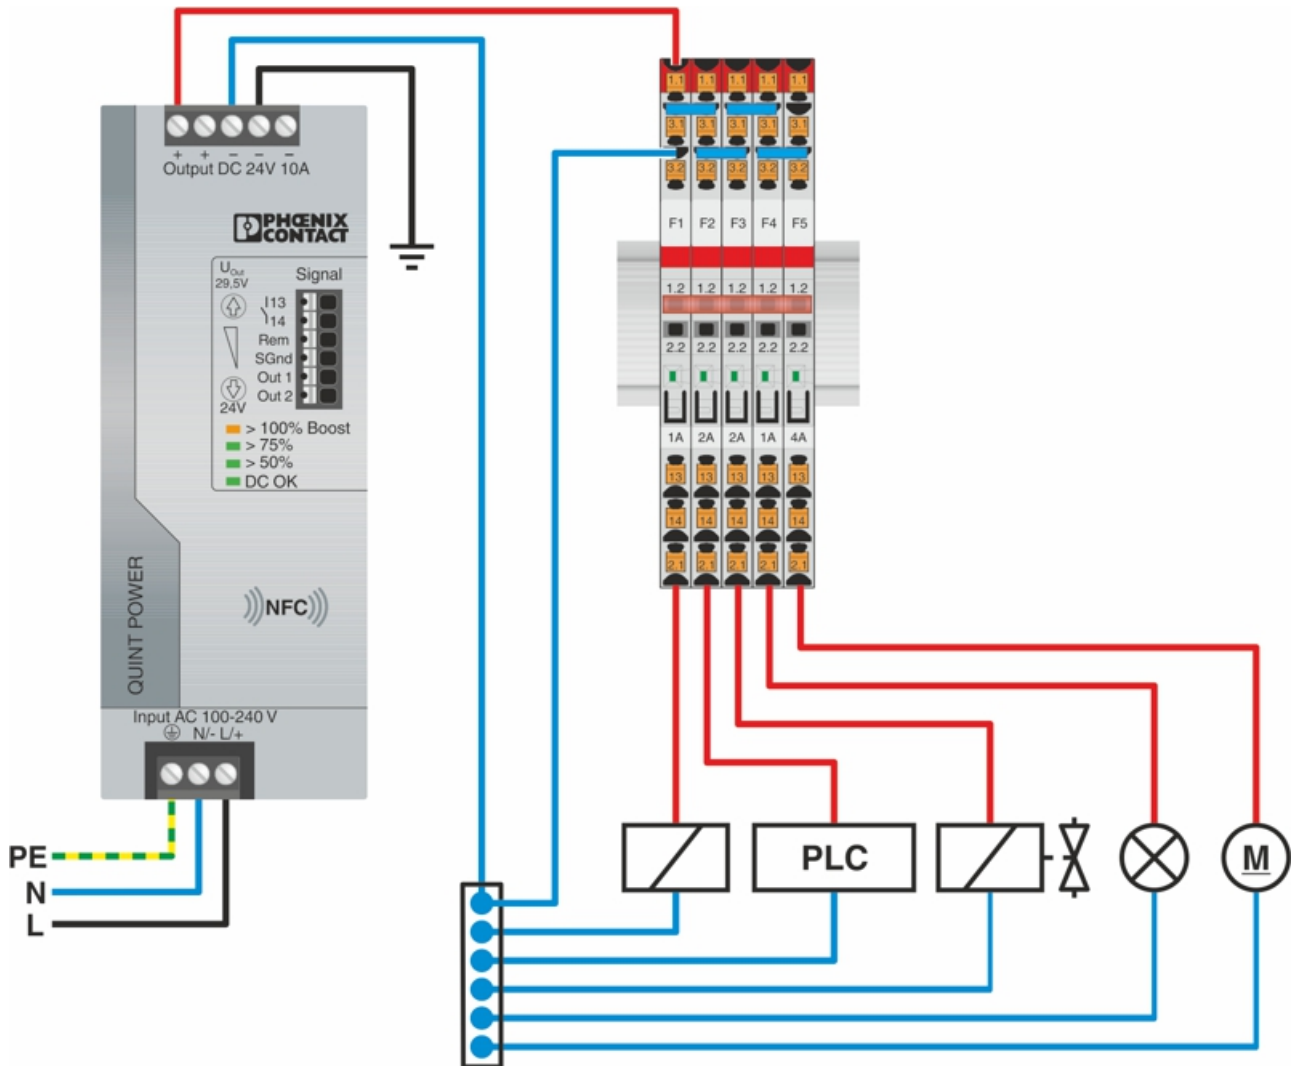 + + − − −
Output DC 24V 10A
PHŒNIX
CONTACT
UOut
29,5V
Signal
13
14
Rem
SGnd
Out 1
Out 2
24V
> 100% Boost
> 75%
> 50%
DC OK
QUINT POWER
NFC
Input AC 100-240 V
N/- L/+
PE
N
L
1.1 1.1 1.1 1.1 1.1
3.1 3.1 3.1 3.1 3.1
3.2 3.2 3.2 3.2 3.2
F1 F2 F3 F4 F5
1.2 1.2 1.2 1.2 1.2
2.2 2.2 2.2 2.2 2.2
1A 2A 2A 1A 4A
13 13 13 13 13
14 14 14 14 14
2.1 2.1 2.1 2.1 2.1
PLC
M